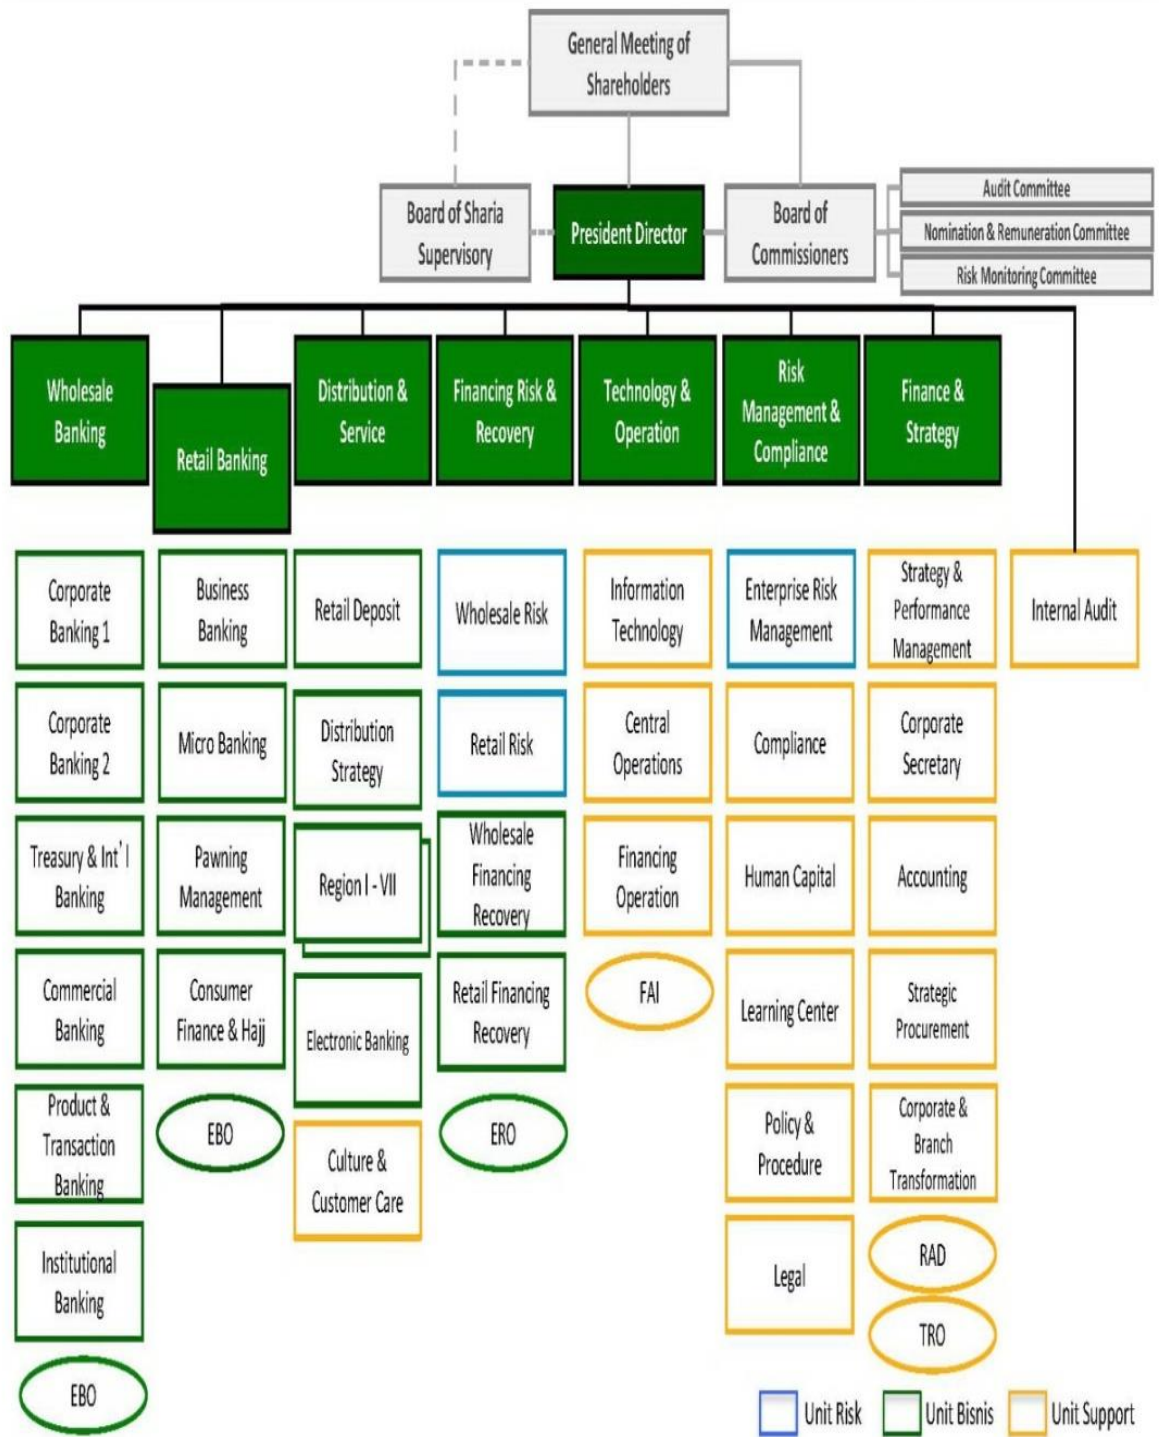 General Meeting of
Shareholders
Board of Sharia
Supervisory
President Director
Board of
Commissioners
Audit Committee
Nomination & Remuneration Committee
Risk Monitoring Committee
Wholesale
Banking
Retail Banking
Distribution &
Service
Financing Risk &
Recovery
Technology &
Operation
Risk
Management &
Compliance
Finance &
Strategy
Corporate
Banking 1
Corporate
Banking 2
Treasury & Int' l
Banking
Commercial
Banking
Product &
Transaction
Banking
Institutional
Banking
EBO
Business
Banking
Micro Banking
Pawning
Management
Consumer
Finance & Hajj
EBO
Retail Deposit
Distribution
Strategy
Region I - VII
Electronic Banking
Culture &
Customer Care
Wholesale Risk
Retail Risk
Wholesale
Financing
Recovery
Retail Financing
Recovery
ERO
Information
Technology
Central
Operations
Financing
Operation
FAI
Enterprise Risk
Management
Compliance
Human Capital
Learning Center
Policy &
Procedure
Legal
Strategy &
Performance
Management
Corporate
Secretary
Accounting
Strategic
Procurement
Corporate &
Branch
Transformation
RAD
TRO
Internal Audit
Unit Risk
Unit Bisnis
Unit Support